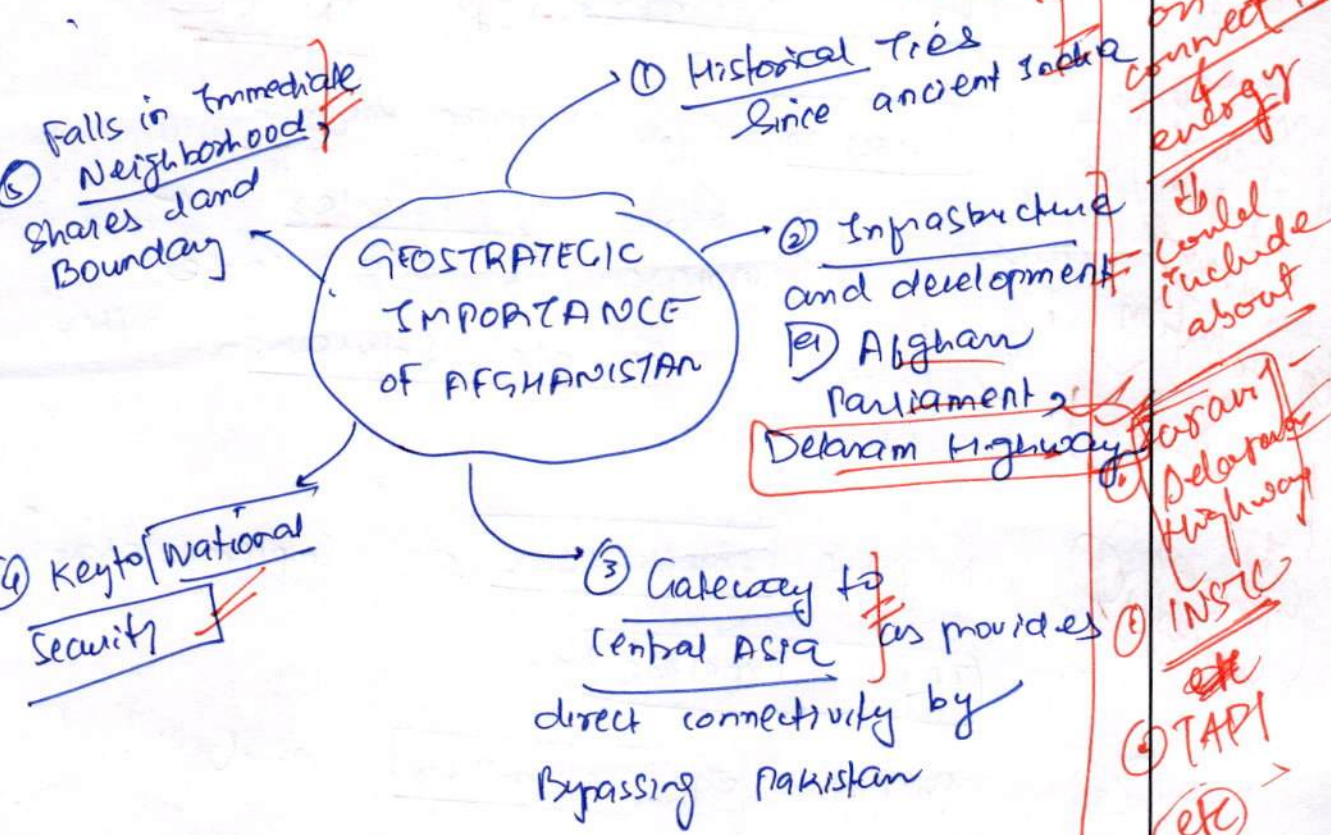 GEOSTRATEGIC
IMPORTANCE
OF AFGHANISTAN
① Historical Ties
Since ancient India
② Infrastructure
and development
eg Afghan
Parliament,
Delaram Highway
③ Gateway to
Central Asia as provides
direct connectivity by
Bypassing Pakistan
④ Key to National
Security
⑤ Falls in Immediate
Neighborhood,
Shares Land
Boundary
on
connect
&
energy
could
include
about
Delaram
Highway
INSTC
TAPI
etc